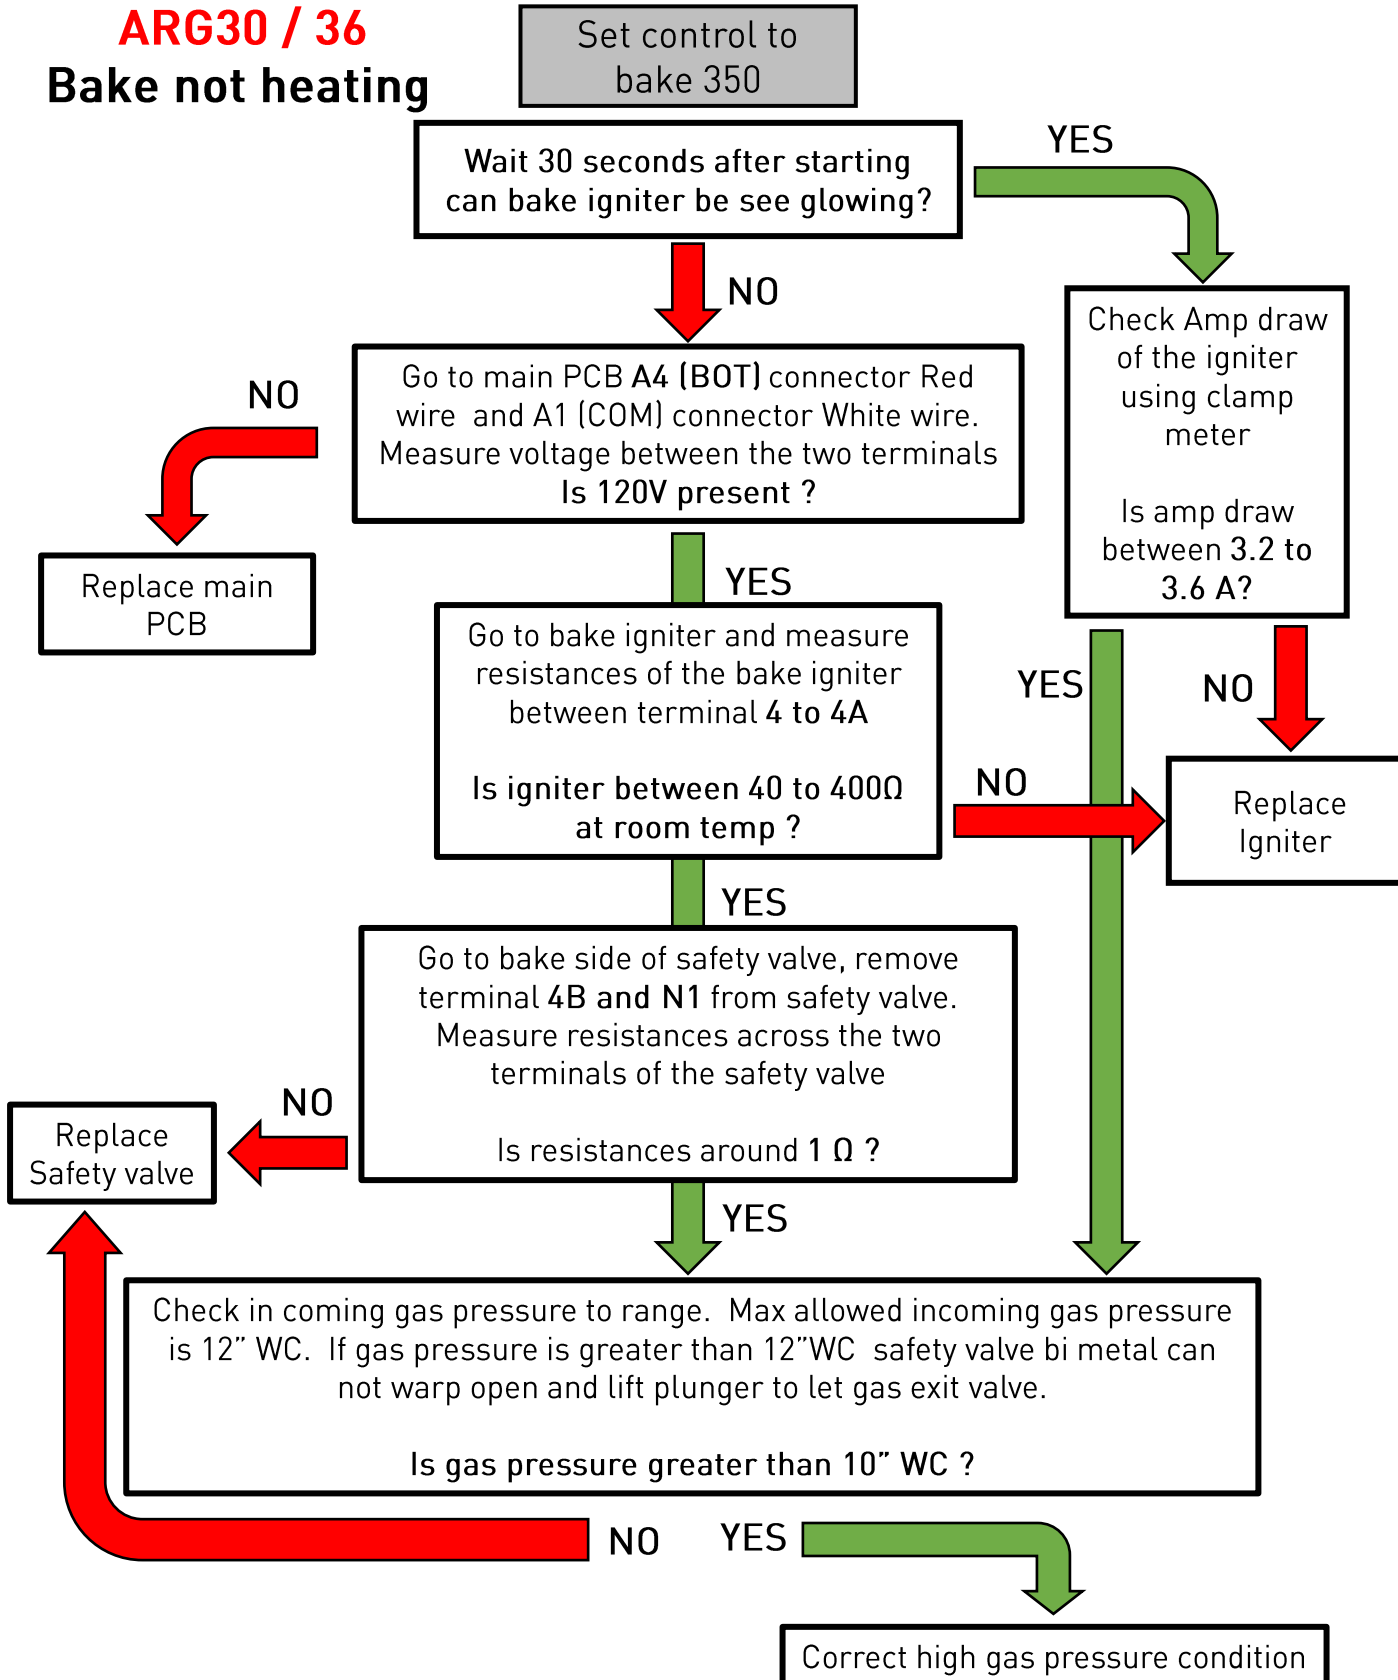 ARG30 / 36
Bake not heating
Set control to
bake 350
Wait 30 seconds after starting
can bake igniter be see glowing?
YES
NO
Check Amp draw
of the igniter
using clamp
meter
Is amp draw
between 3.2 to
3.6 A?
Go to main PCB A4 (BOT) connector Red
wire and A1 (COM) connector White wire.
Measure voltage between the two terminals
Is 120V present ?
NO
Replace main
PCB
YES
Go to bake igniter and measure
resistances of the bake igniter
between terminal 4 to 4A
Is igniter between 40 to 400Ω
at room temp ?
YES
NO
NO
Replace
Igniter
YES
Go to bake side of safety valve, remove
terminal 4B and N1 from safety valve.
Measure resistances across the two
terminals of the safety valve
Is resistances around 1 Ω ?
NO
Replace
Safety valve
YES
Check in coming gas pressure to range. Max allowed incoming gas pressure
is 12” WC. If gas pressure is greater than 12”WC safety valve bi metal can
not warp open and lift plunger to let gas exit valve.
Is gas pressure greater than 10” WC ?
NO
YES
Correct high gas pressure condition